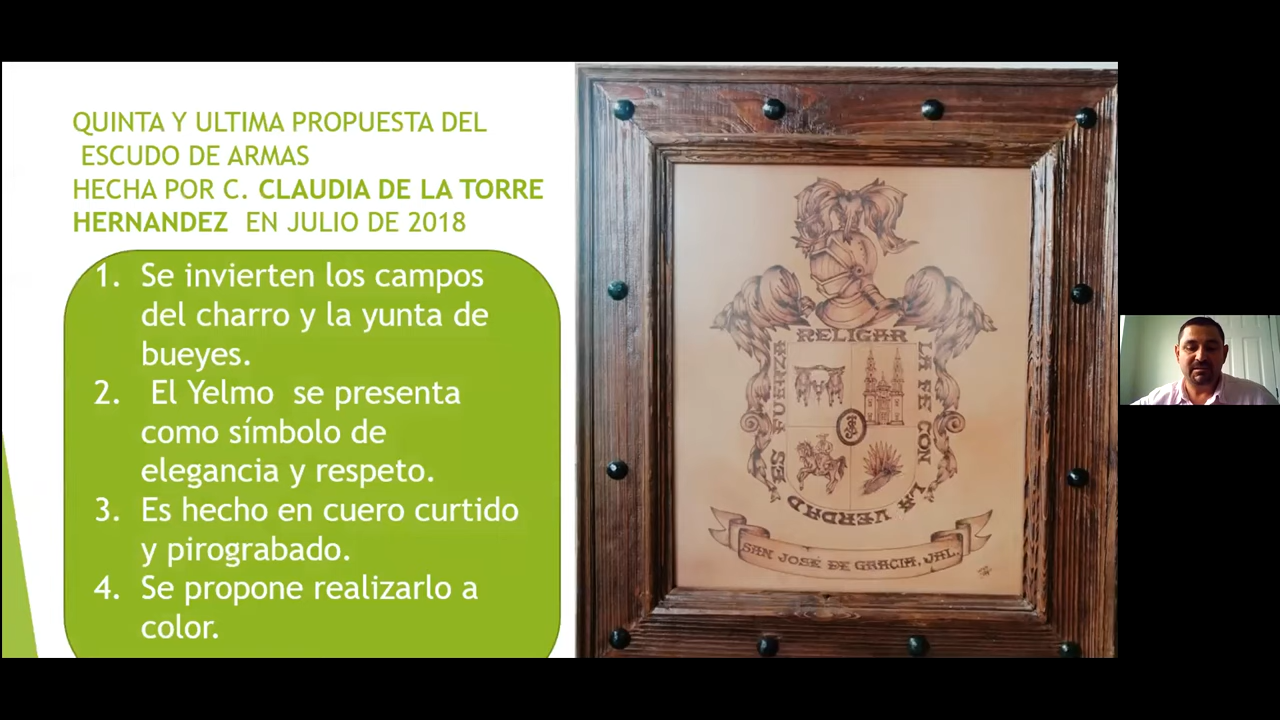 QUINTA Y ULTIMA PROPUESTA DEL
ESCUDO DE ARMAS
HECHA POR C. CLAUDIA DE LA TORRE
HERNANDEZ EN JULIO DE 2018
1. Se invierten los campos
del charro y la yunta de
bueyes.
2. El Yelmo se presenta
como símbolo de
elegancia y respeto.
3. Es hecho en cuero curtido
y pirograbado.
4. Se propone realizarlo a
color.
RELIGAR
LA FE CON
LA VERDAD
ES FUERZA
SAN JOSÉ DE GRACIA, JAL.